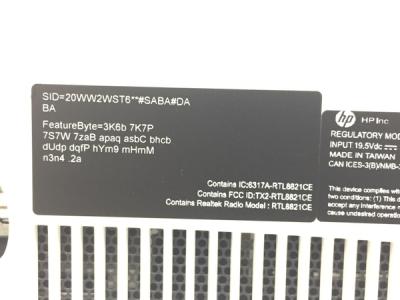 SID=20WW2WST6**#SABA#DA
BA
FeatureByte=3K6b 7K7P
7S7W 7zaB apaq asbC bhcb
dUdp dqfP hYm9 mHmM
n3n4 .2a
Contains IC:6317A-RTL8821CE
Contains FCC ID:TX2-RTL8821CE
Contains Realtek Radio Model : RTL8821CE
hp HP Inc
REGULATORY MOD
INPUT 19.5Vdc
MADE IN TAIWAN
CAN ICES-3(B)/NMB-
This device complies with
two conditions: (1) This d
accept any interference
cause undesired operation